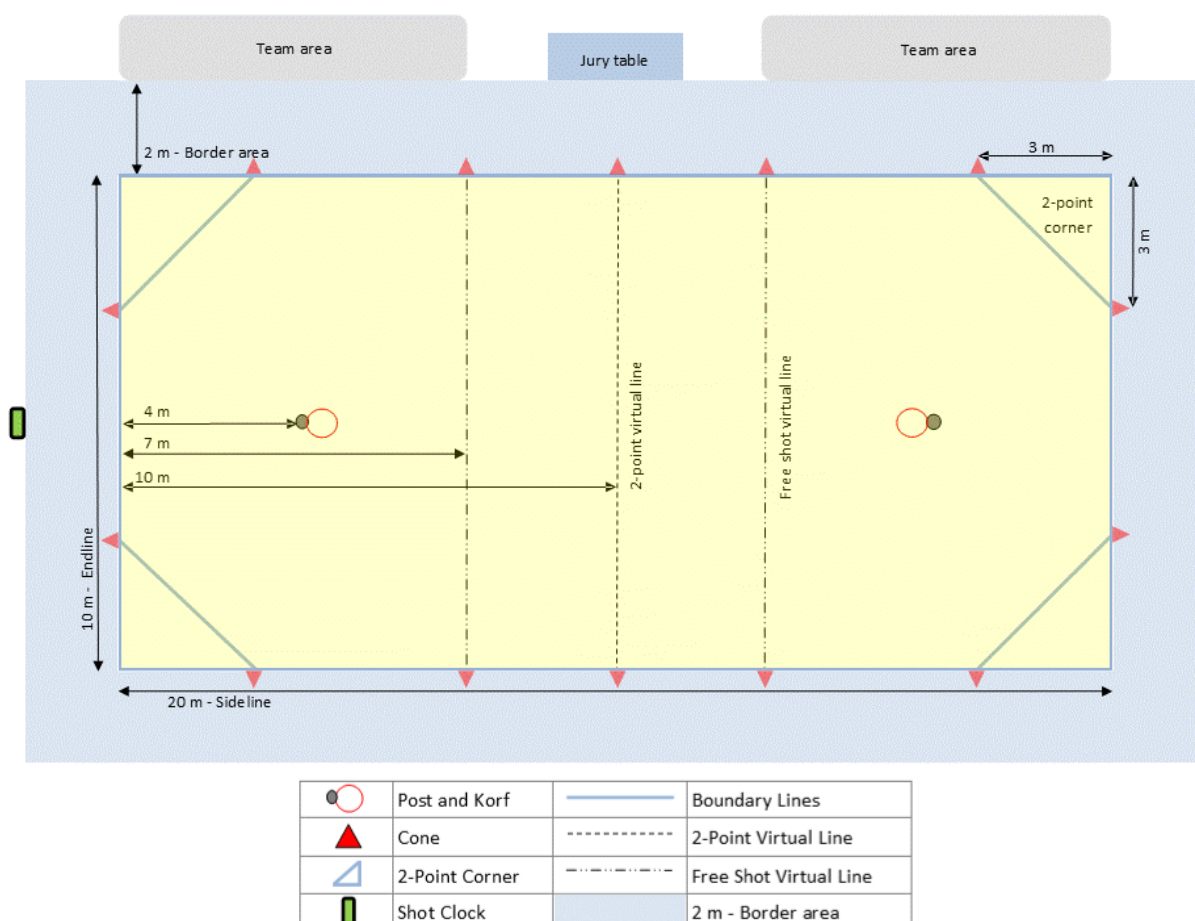 Team area
Jury table
Team area
2 m - Border area
3 m
2-point
corner
3 m
4 m
7 m
10 m
2-point virtual line
Free shot virtual line
10 m - Endline
20 m - Sideline
Post and Korf
Boundary Lines
Cone
2-Point Virtual Line
2-Point Corner
Free Shot Virtual Line
Shot Clock
2 m - Border area